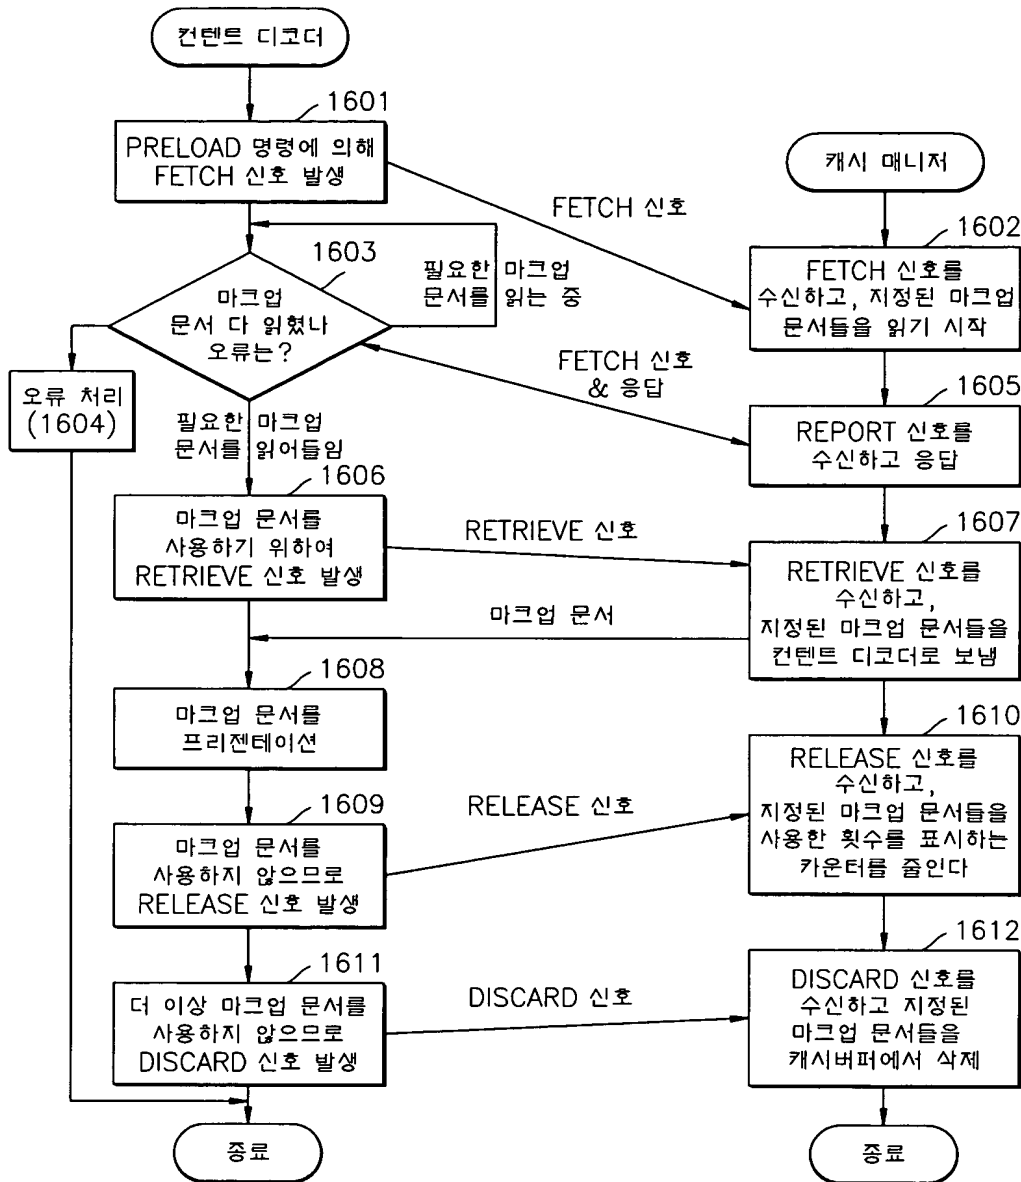 컨텐트 디코더
1601
PRELOAD 명령에 의해
FETCH 신호 발생
캐시 매니저
FETCH 신호
1602
FETCH 신호를
수신하고, 지정된 마크업
문서들을 읽기 시작
1603
필요한 마크업
문서를 읽는 중
마크업
문서 다 읽혔나
오류는?
FETCH 신호
& 응답
오류 처리
(1604)
1605
REPORT 신호를
수신하고 응답
필요한 마크업
문서를 읽어들임
1606
마크업 문서를
사용하기 위하여
RETRIEVE 신호 발생
RETRIEVE 신호
1607
RETRIEVE 신호를
수신하고,
지정된 마크업 문서들을
컨텐트 디코더로 보냄
마크업 문서
1608
마크업 문서를
프리젠테이션
1610
RELEASE 신호를
수신하고,
지정된 마크업 문서들을
사용한 횟수를 표시하는
카운터를 줄인다
1609
마크업 문서를
사용하지 않으므로
RELEASE 신호 발생
RELEASE 신호
1611
더 이상 마크업 문서를
사용하지 않으므로
DISCARD 신호 발생
DISCARD 신호
1612
DISCARD 신호를
수신하고 지정된
마크업 문서들을
캐시버퍼에서 삭제
종료
종료